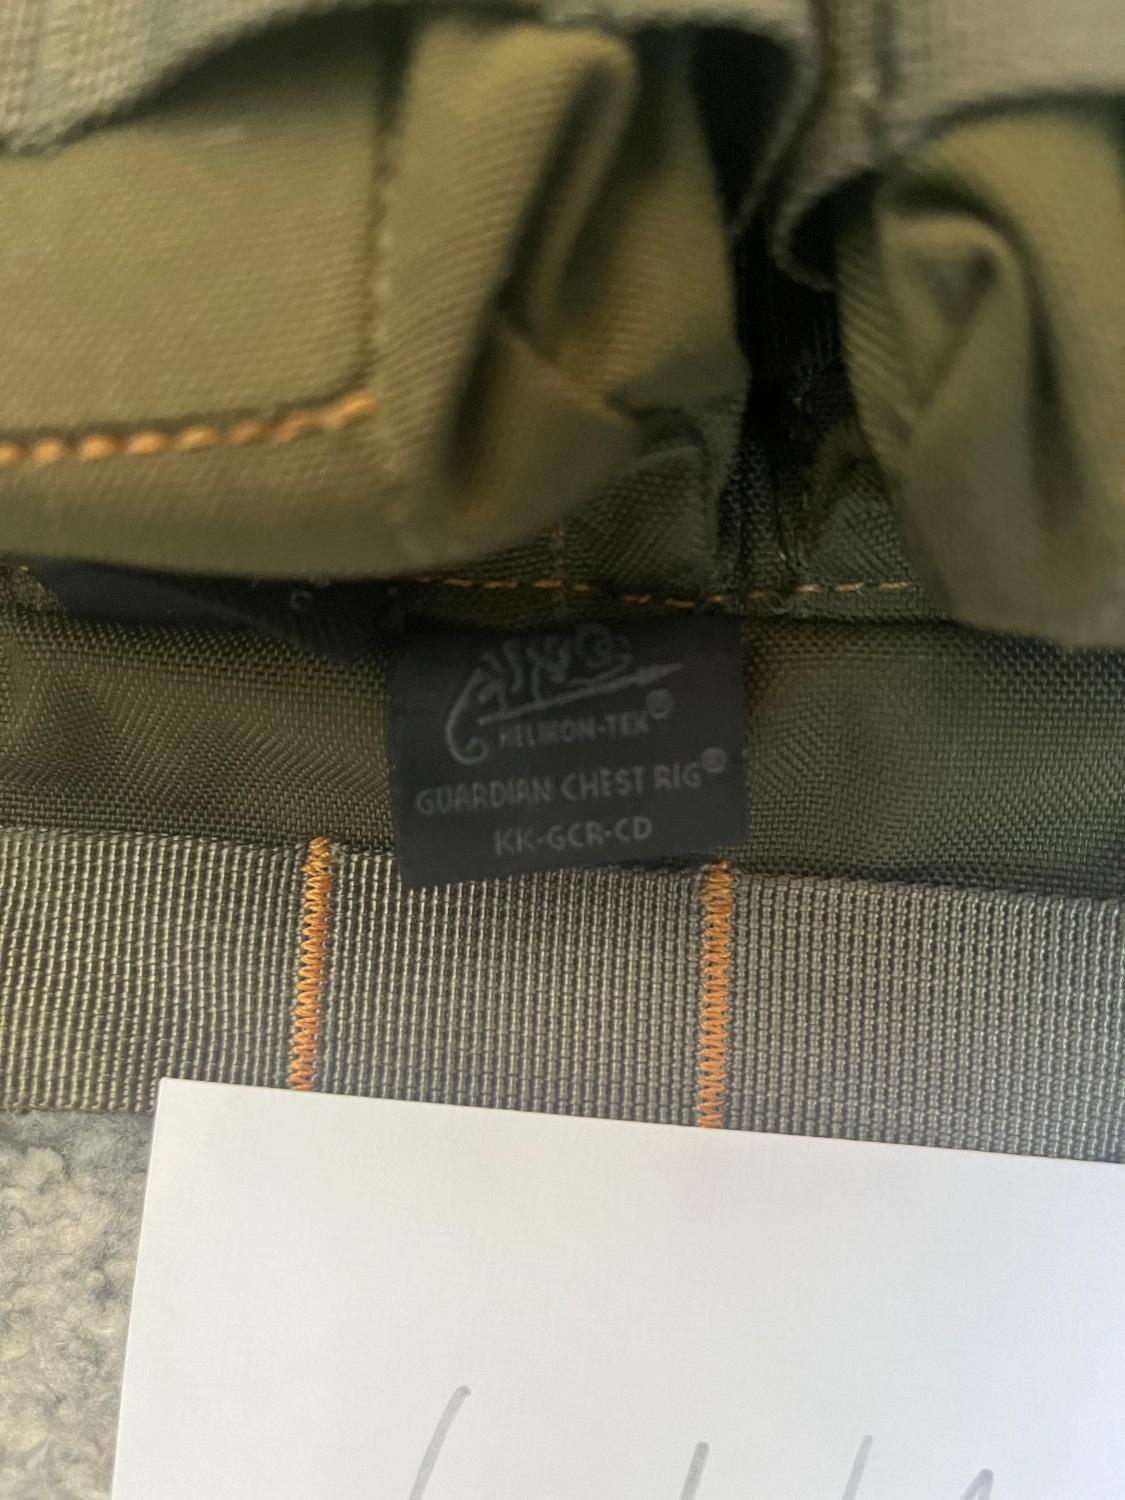 HELIKON-TEX®
GUARDIAN CHEST RIG®
KK-GCR-CD